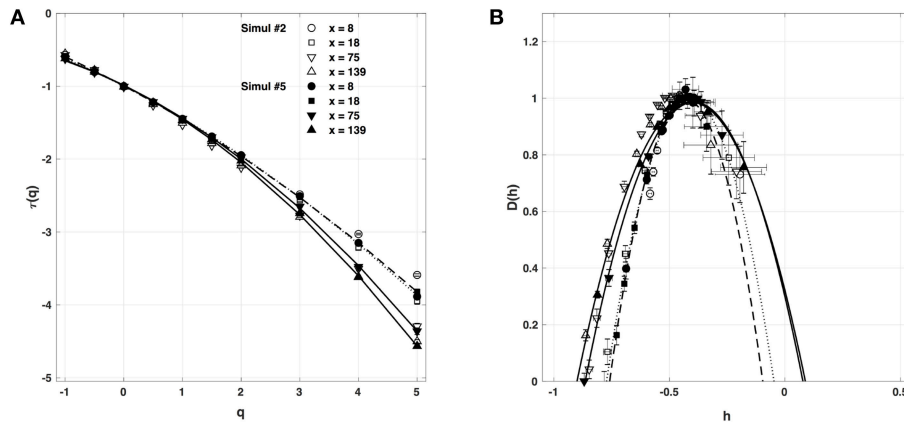 A
0
-1
-2
-3
-4
-5
τ(q)
-1 0 1 2 3 4 5
q
Simul #2 x = 8
x = 18
x = 75
x = 139
Simul #5 x = 8
x = 18
x = 75
x = 139
B
1.2
1
0.8
0.6
0.4
0.2
0
D(h)
-1 -0.5 0 0.5
h